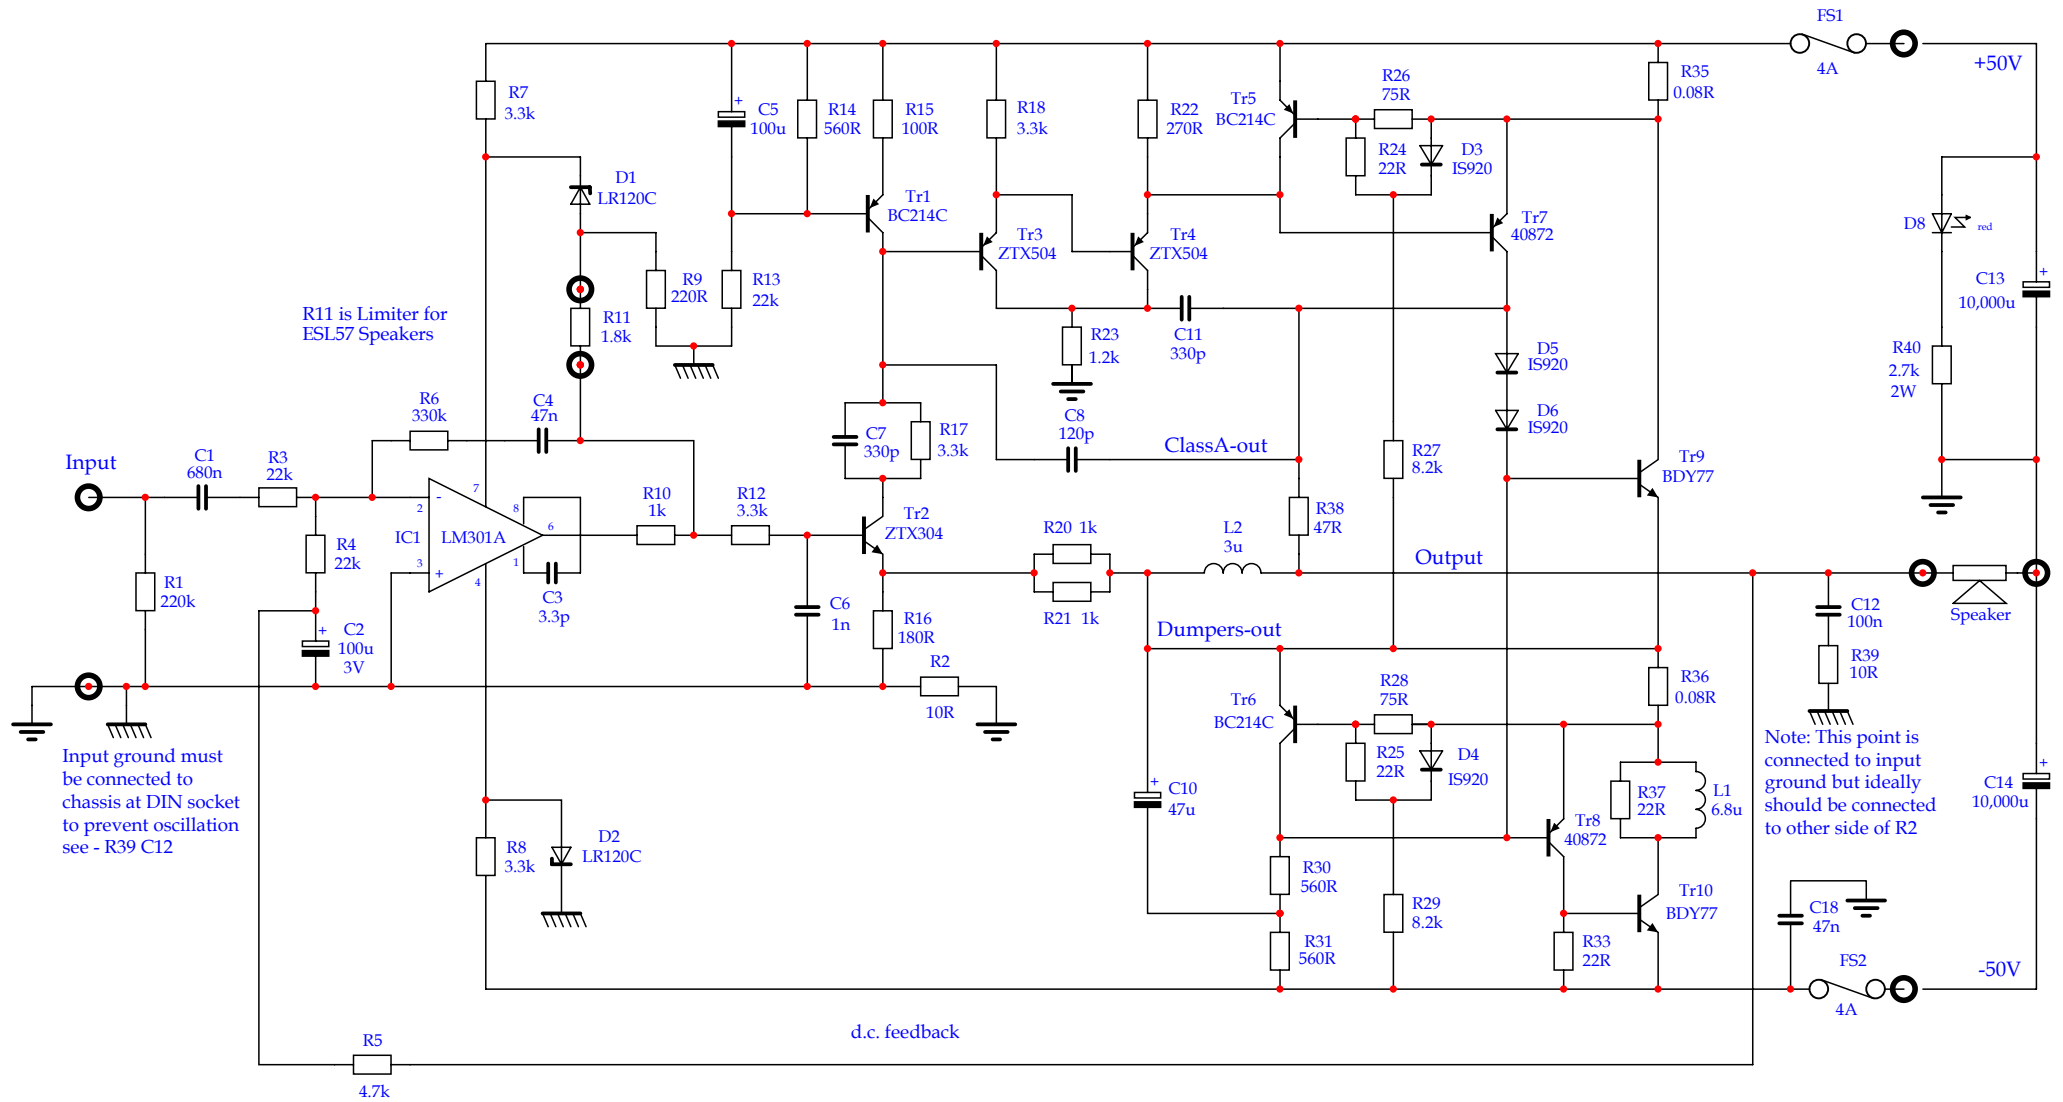 FS1
4A
+50V
R7
3.3k
C5
+
100u
R14
560R
R15
100R
R18
3.3k
R22
270R
Tr5
BC214C
R26
75R
R24
22R
D3
IS920
R35
0.08R
D1
LR120C
Tr1
BC214C
Tr3
ZTX504
Tr4
ZTX504
Tr7
40872
D8
red
R9
220R
R13
22k
C13
+
10,000u
R11 is Limiter for
ESL57 Speakers
R11
1.8k
R23
1.2k
C11
330p
D5
IS920
D6
IS920
R40
2.7k
2W
R6
330k
C4
47n
C7
330p
R17
3.3k
C8
120p
ClassA-out
R27
8.2k
Tr9
BDY77
Input
C1
680n
R3
22k
R4
22k
R1
220k
IC1
LM301A
-
+
2
3
7
4
8
6
1
C3
3.3p
R10
1k
R12
3.3k
Tr2
ZTX304
R20 1k
R21 1k
L2
3u
R38
47R
Output
C2
+
100u
3V
C6
1n
R16
180R
R2
10R
Dumpers-out
C12
100n
R39
10R
Speaker
Tr6
BC214C
R28
75R
R25
22R
D4
IS920
R36
0.08R
Input ground must
be connected to
chassis at DIN socket
to prevent oscillation
see - R39 C12
Note: This point is
connected to input
ground but ideally
should be connected
to other side of R2
C14
+
10,000u
C10
+
47u
R37
22R
L1
6.8u
Tr8
40872
R8
3.3k
D2
LR120C
R30
560R
R31
560R
R29
8.2k
R33
22R
Tr10
BDY77
C18
47n
FS2
4A
-50V
d.c. feedback
R5
4.7k